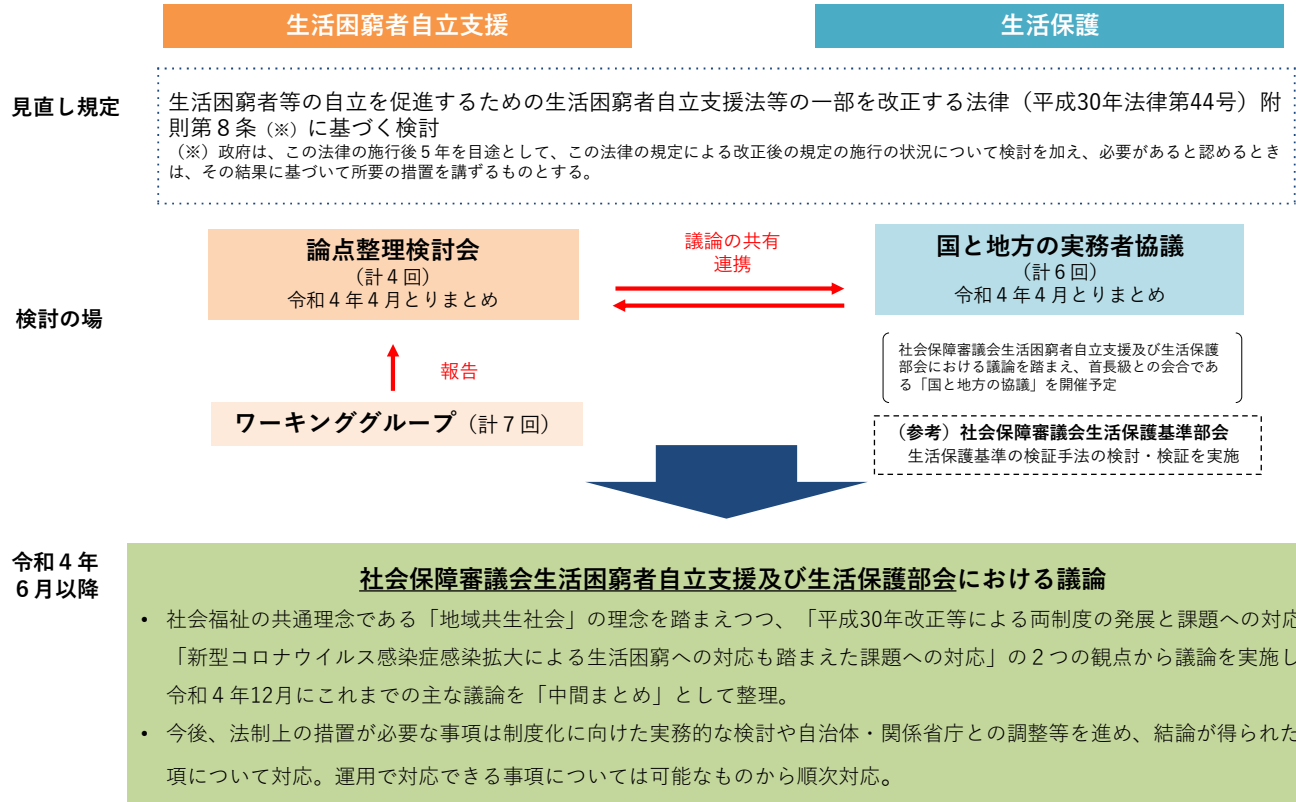 生活困窮者自立支援
生活保護
見直し規定
生活困窮者等の自立を促進するための生活困窮者自立支援法等の一部を改正する法律（平成30年法律第44号）附
則第８条（※）に基づく検討
（※）政府は、この法律の施行後５年を目途として、この法律の規定による改正後の規定の施行の状況について検討を加え、必要があると認めるとき
は、その結果に基づいて所要の措置を講ずるものとする。
検討の場
論点整理検討会
（計４回）
令和４年４月とりまとめ
議論の共有
連携
国と地方の実務者協議
（計６回）
令和４年４月とりまとめ
報告
ワーキンググループ（計７回）
社会保障審議会生活困窮者自立支援及び生活保護
部会における議論を踏まえ、首長級との会合であ
る「国と地方の協議」を開催予定
（参考）社会保障審議会生活保護基準部会
生活保護基準の検証手法の検討・検証を実施
令和４年
６月以降
社会保障審議会生活困窮者自立支援及び生活保護部会における議論
• 社会福祉の共通理念である「地域共生社会」の理念を踏まえつつ、「平成30年改正等による両制度の発展と課題への対応
「新型コロナウイルス感染症感染拡大による生活困窮への対応も踏まえた課題への対応」の２つの観点から議論を実施し
令和４年12月にこれまでの主な議論を「中間まとめ」として整理。
• 今後、法制上の措置が必要な事項は制度化に向けた実務的な検討や自治体・関係省庁との調整等を進め、結論が得られた
項について対応。運用で対応できる事項については可能なものから順次対応。